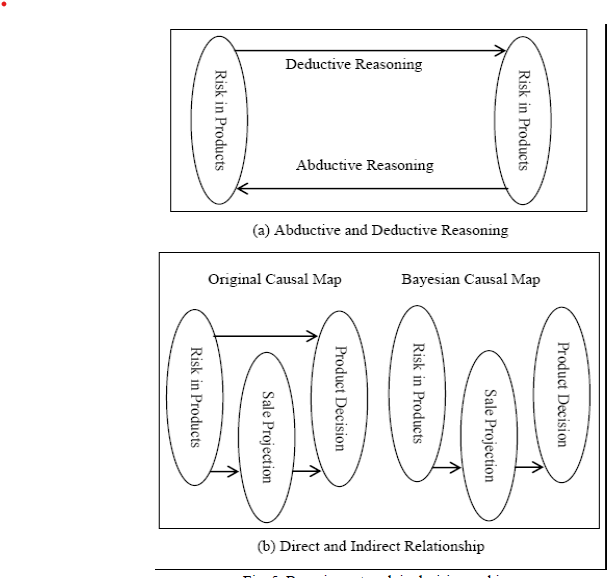 Risk in Products
Deductive Reasoning
Risk in Products
Abductive Reasoning
(a) Abductive and Deductive Reasoning
Original Causal Map
Bayesian Causal Map
Risk in Products
Sale Projection
Product Decision
Risk in Products
Sale Projection
Product Decision
(b) Direct and Indirect Relationship